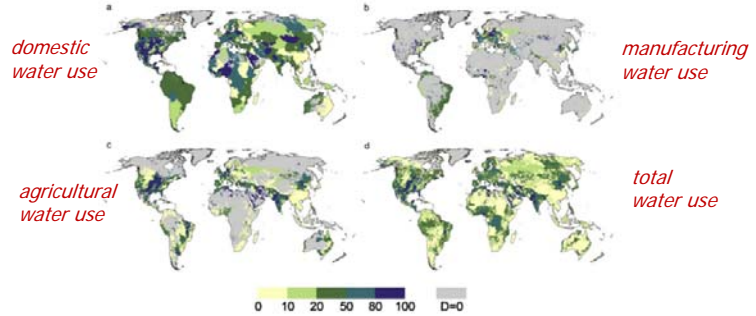 a
b
domestic
water use
manufacturing
water use
c
d
agricultural
water use
total
water use
0 10 20 50 80 100 D=0